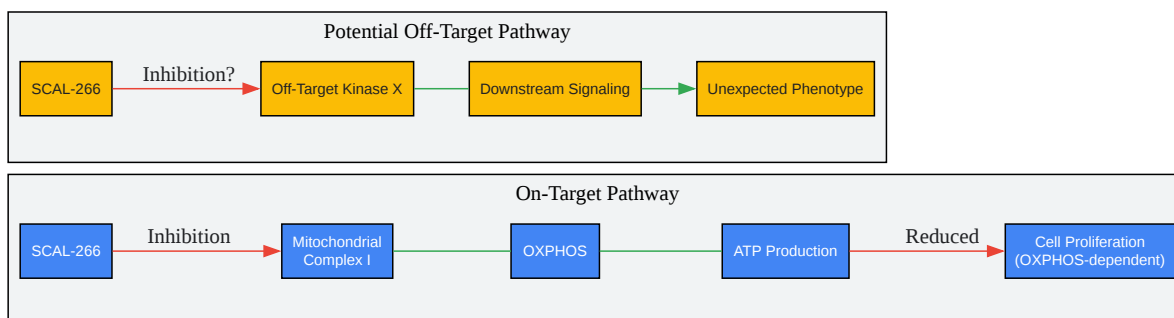 Potential Off-Target Pathway
SCAL-266
Inhibition?
Off-Target Kinase X
Downstream Signaling
Unexpected Phenotype
On-Target Pathway
SCAL-266
Inhibition
Mitochondrial
Complex I
OXPHOS
ATP Production
Reduced
Cell Proliferation
(OXPHOS-dependent)